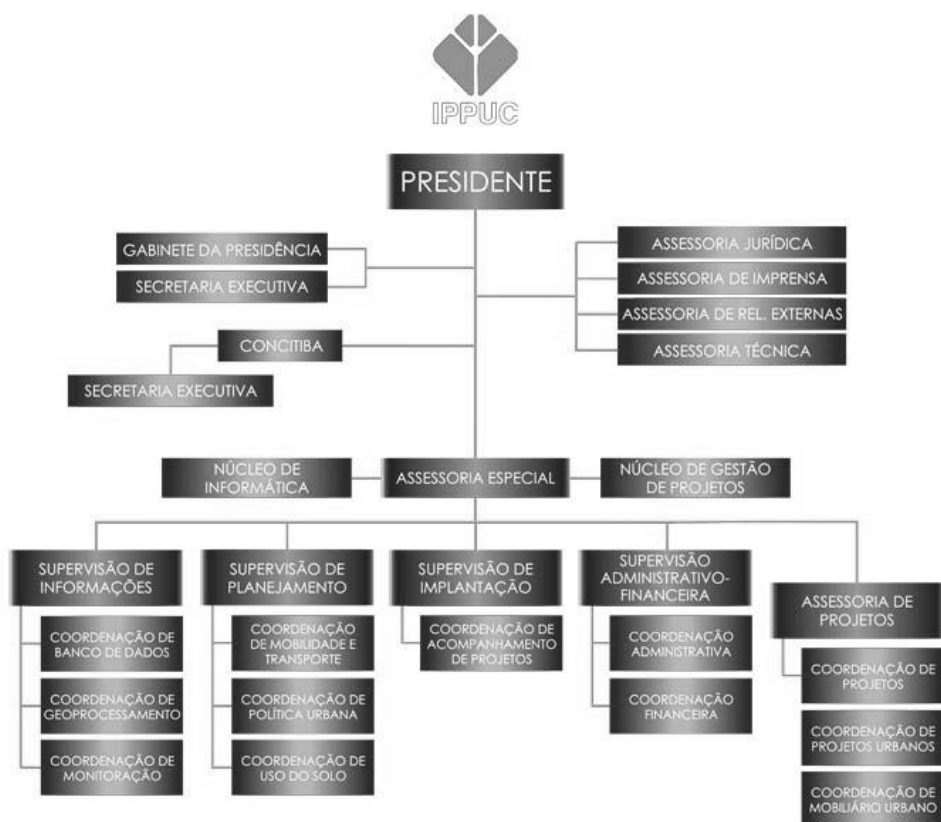 IPPUC
PRESIDENTE
GABINETE DA PRESIDÊNCIA
SECRETARIA EXECUTIVA
ASSESSORIA JURÍDICA
ASSESSORIA DE IMPRENSA
ASSESSORIA DE REL. EXTERNAS
ASSESSORIA TÉCNICA
CONCITIBA
SECRETARIA EXECUTIVA
NÚCLEO DE
INFORMÁTICA
ASSESSORIA ESPECIAL
NÚCLEO DE GESTÃO
DE PROJETOS
SUPERVISÃO DE
INFORMAÇÕES
COORDENAÇÃO DE
BANCO DE DADOS
COORDENAÇÃO DE
GEOPROCESSAMENTO
COORDENAÇÃO DE
MONITORAÇÃO
SUPERVISÃO DE
PLANEJAMENTO
COORDENAÇÃO
DE MOBILIDADE E
TRANSPORTE
COORDENAÇÃO DE
POLÍTICA URBANA
COORDENAÇÃO DE
USO DO SOLO
SUPERVISÃO DE
IMPLANTAÇÃO
COORDENAÇÃO DE
ACOMPANHAMENTO
DE PROJETOS
SUPERVISÃO
ADMINISTRATIVO-
FINANCEIRA
COORDENAÇÃO
ADMINISTRATIVA
COORDENAÇÃO
FINANCEIRA
ASSESSORIA DE
PROJETOS
COORDENAÇÃO DE
PROJETOS
COORDENAÇÃO DE
PROJETOS URBANOS
COORDENAÇÃO DE
MOBILIÁRIO URBANO